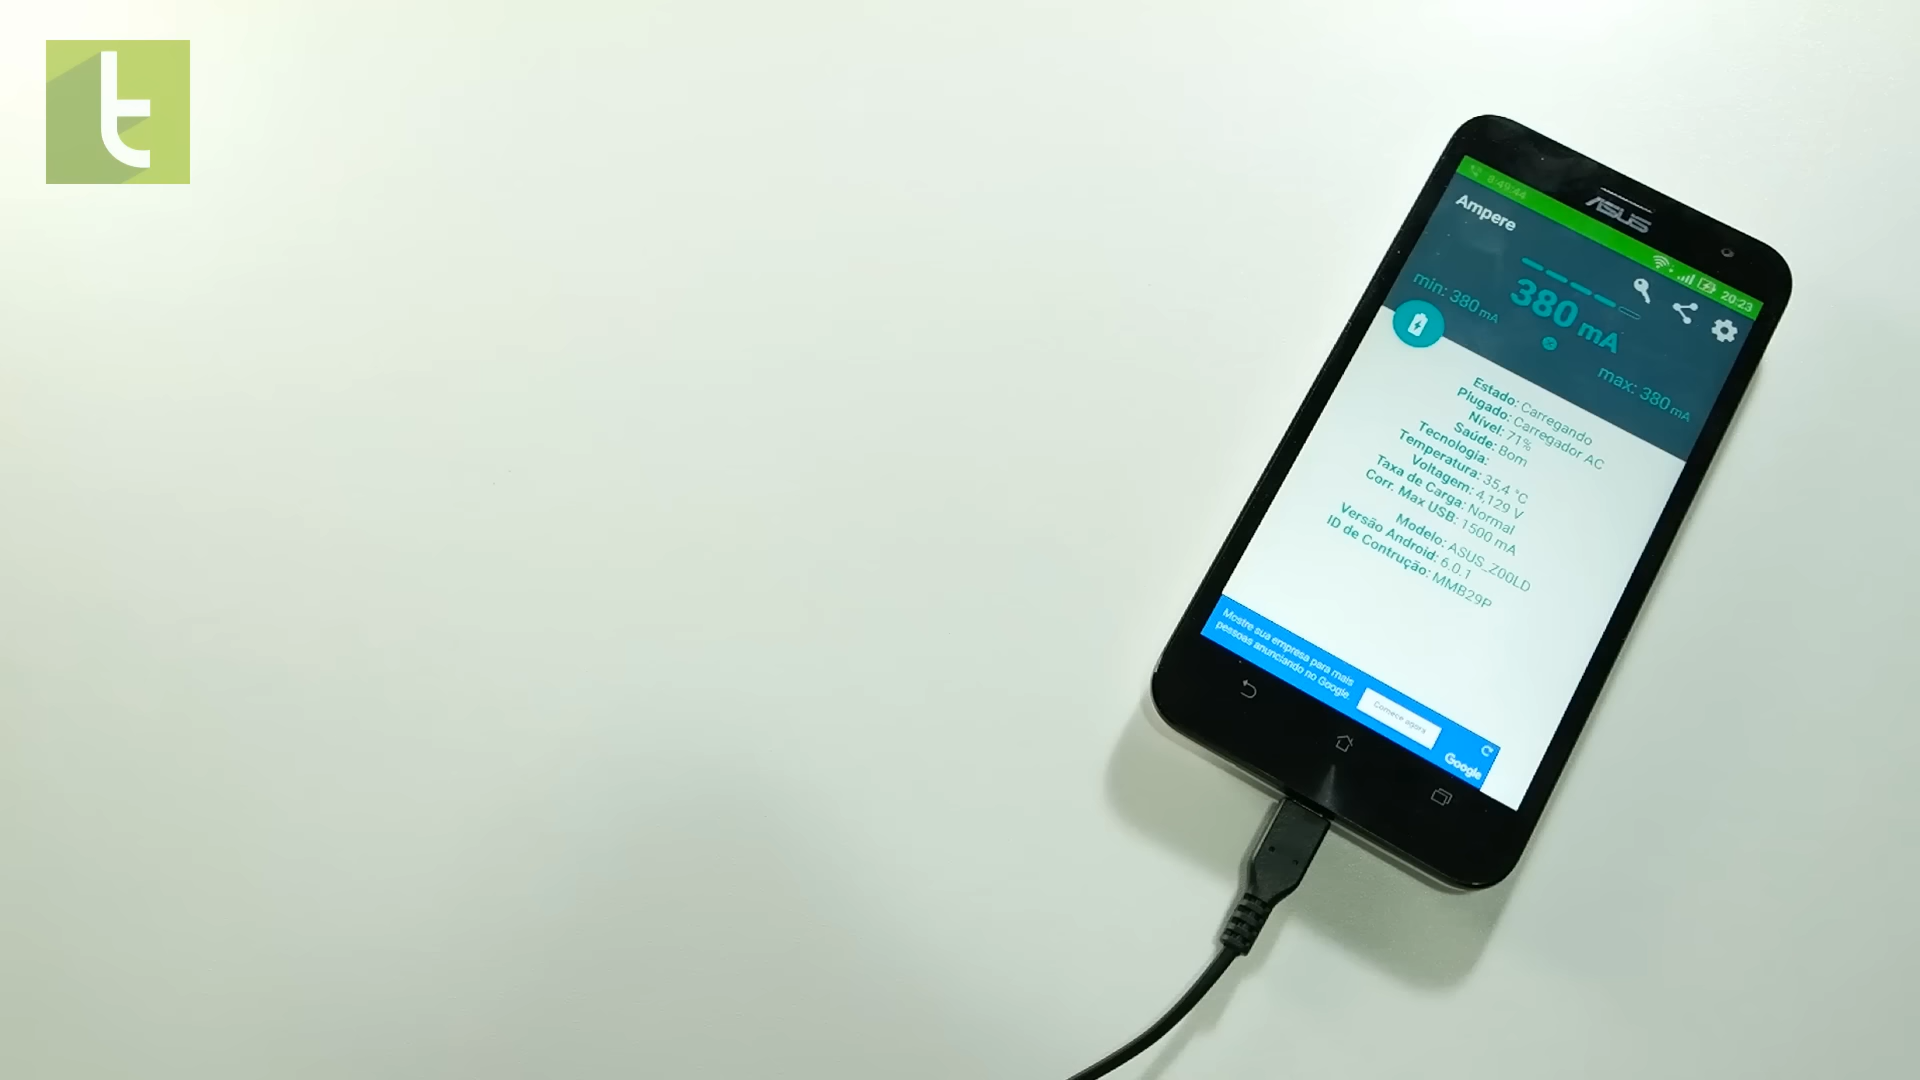 t
8:49:44
ASUS
20:23
Ampere
380 mA
min: 380 mA
max: 380 mA
Estado: Carregando
Plugado: Carregador AC
Nível: 71%
Saúde: Bom
Tecnologia:
Temperatura: 35,4 °C
Voltagem: 4,129 V
Taxa de Carga: Normal
Corr. Max USB: 1500 mA
Modelo: ASUS_Z00LD
Versão Android: 6.0.1
ID de Contrução: MMB29P
Mostre sua empresa para mais
pessoas anunciando no Google
Comece agora
Google